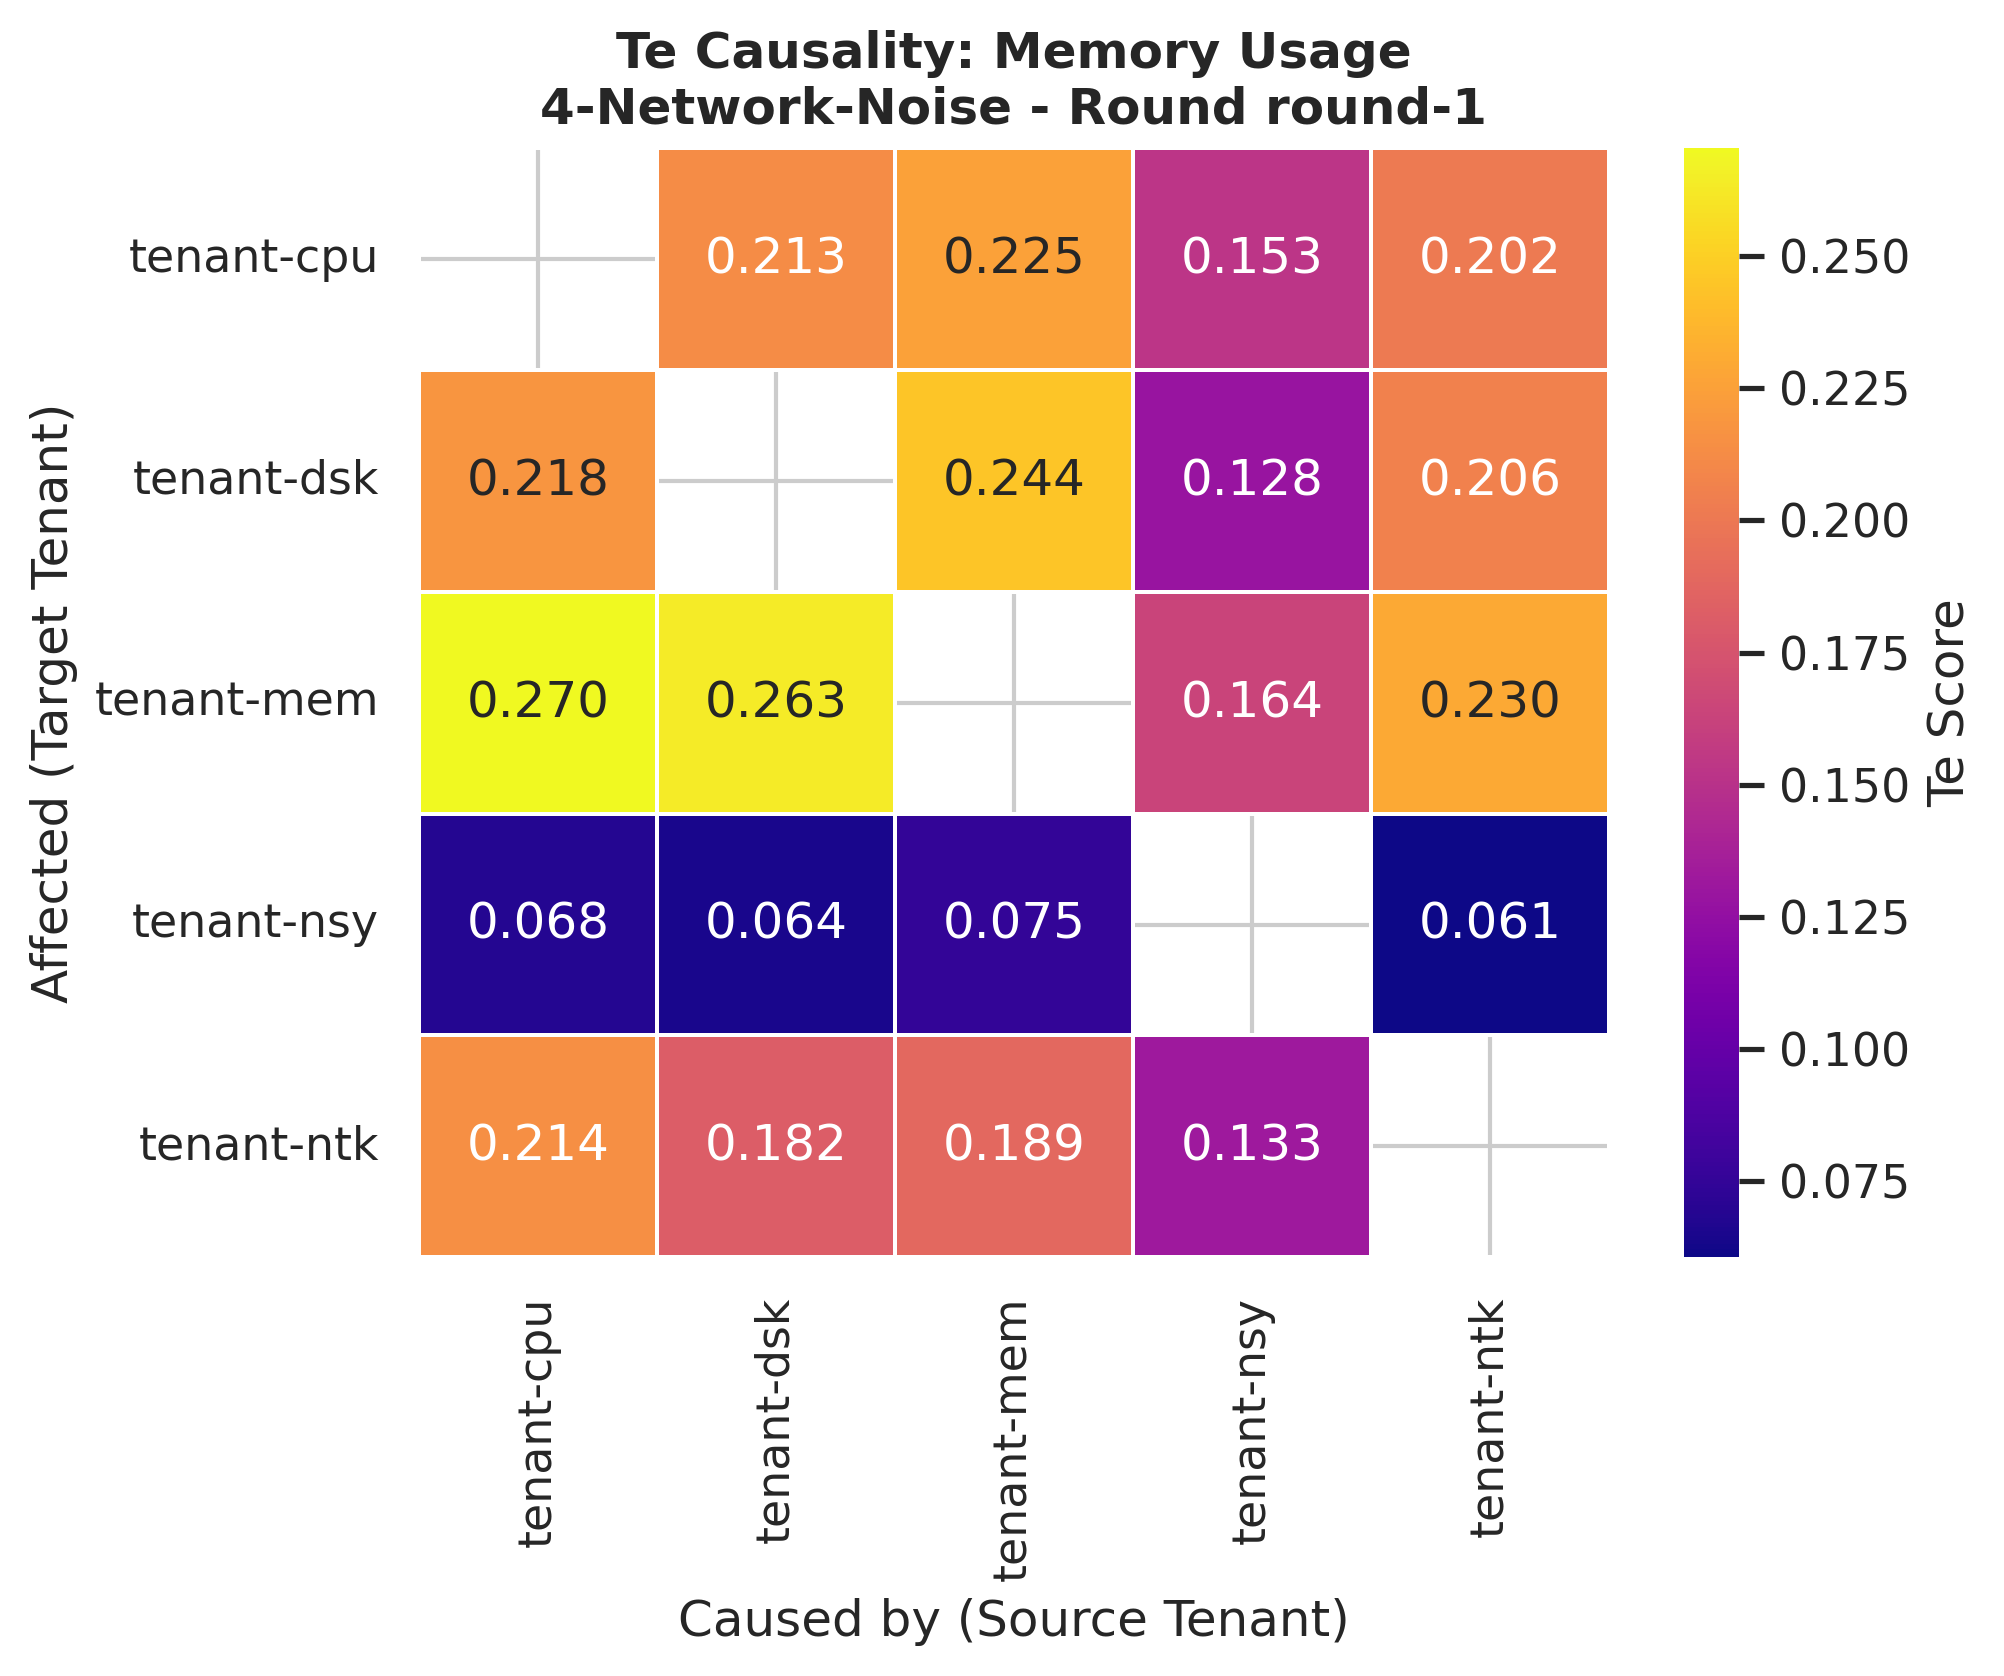 Te Causality: Memory Usage
4-Network-Noise - Round round-1
Affected (Target Tenant)
tenant-cpu 0.213 0.225 0.153 0.202
tenant-dsk 0.218 0.244 0.128 0.206
tenant-mem 0.270 0.263 0.164 0.230
tenant-nsy 0.068 0.064 0.075 0.061
tenant-ntk 0.214 0.182 0.189 0.133
tenant-cpu
tenant-dsk
tenant-mem
tenant-nsy
tenant-ntk
Caused by (Source Tenant)
0.250
0.225
0.200
0.175
0.150
0.125
0.100
0.075
Te Score